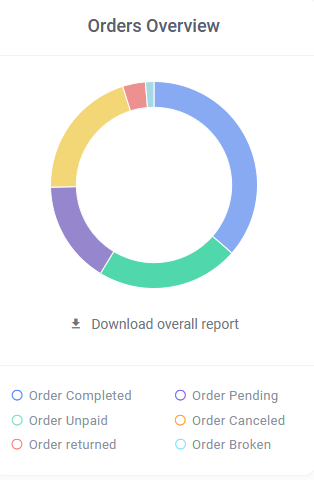 Orders Overview
Download overall report
Order Completed
Order Pending
Order Unpaid
Order Canceled
Order returned
Order Broken